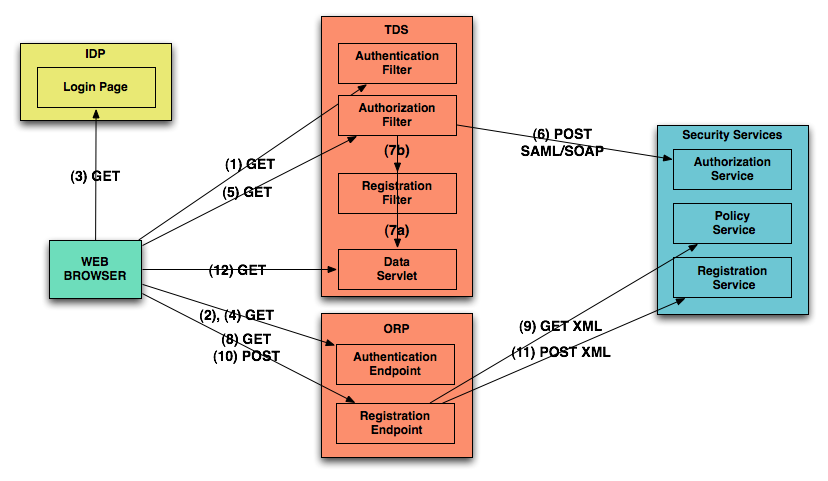 IDP
Login Page
(3) GET
WEB
BROWSER
TDS
Authentication
Filter
Authorization
Filter
(7b)
Registration
Filter
(7a)
Data
Servlet
(1) GET
(5) GET
(12) GET
(2), (4) GET
(8) GET
(10) POST
ORP
Authentication
Endpoint
Registration
Endpoint
(6) POST
SAML/SOAP
(9) GET XML
(11) POST XML
Security Services
Authorization
Service
Policy
Service
Registration
Service